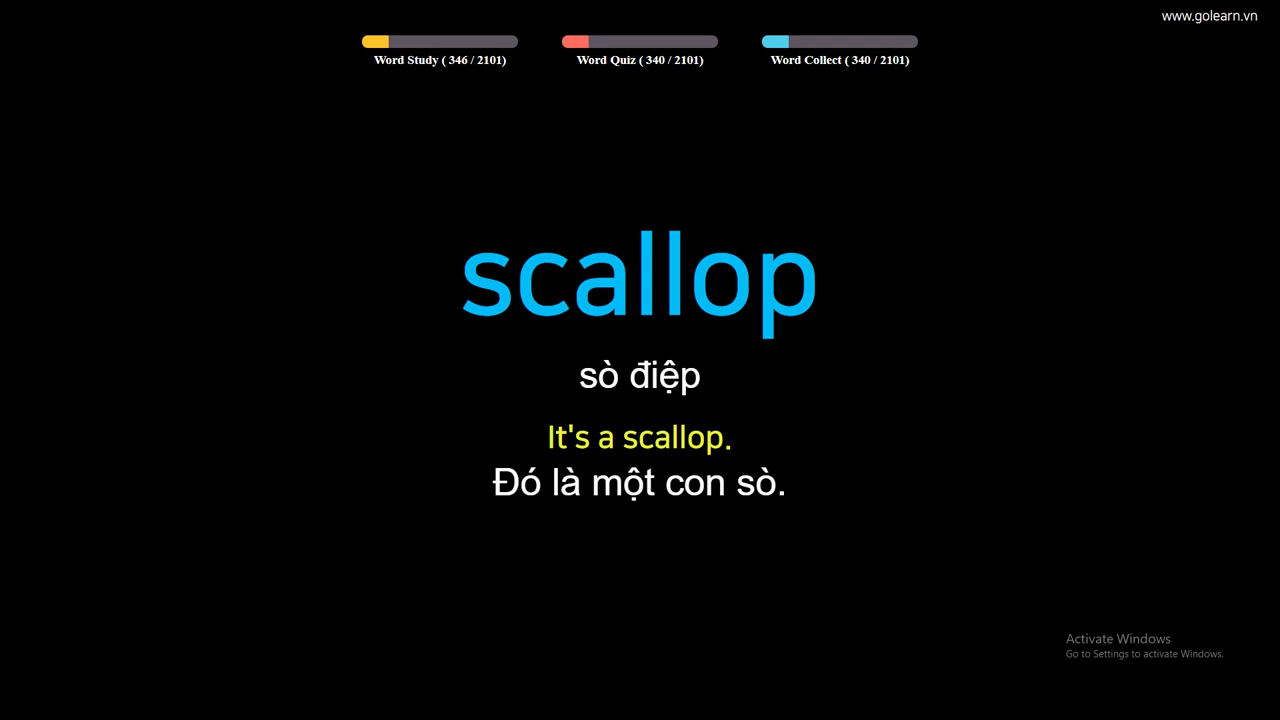 www.golearn.vn
Word Study ( 346 / 2101)
Word Quiz ( 340 / 2101)
Word Collect ( 340 / 2101)
scallop
sò điệp
It's a scallop.
Đó là một con sò.
Activate Windows
Go to Settings to activate Windows.